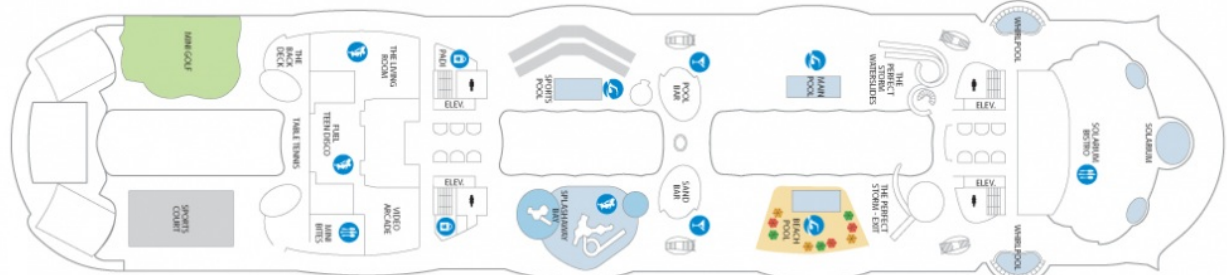 MINI GOLF
THE
BACK
DECK
THE LIVING
ROOM
PADI
ELEV.
SPORTS
POOL
POOL
BAR
MAIN
POOL
THE
PERFECT
STORM
WATERSLIDES
ELEV.
WHIRLPOOL
TABLE TENNIS
FUEL
TEEN DISCO
SOLARIUM
BISTRO
SOLARIUM
SPORTS
COURT
MINI
BITES
VIDEO
ARCADE
ELEV.
SPLASHAWAY
BAY
SAND
BAR
BEACH
POOL
THE PERFECT
STORM - EXIT
ELEV.
WHIRLPOOL